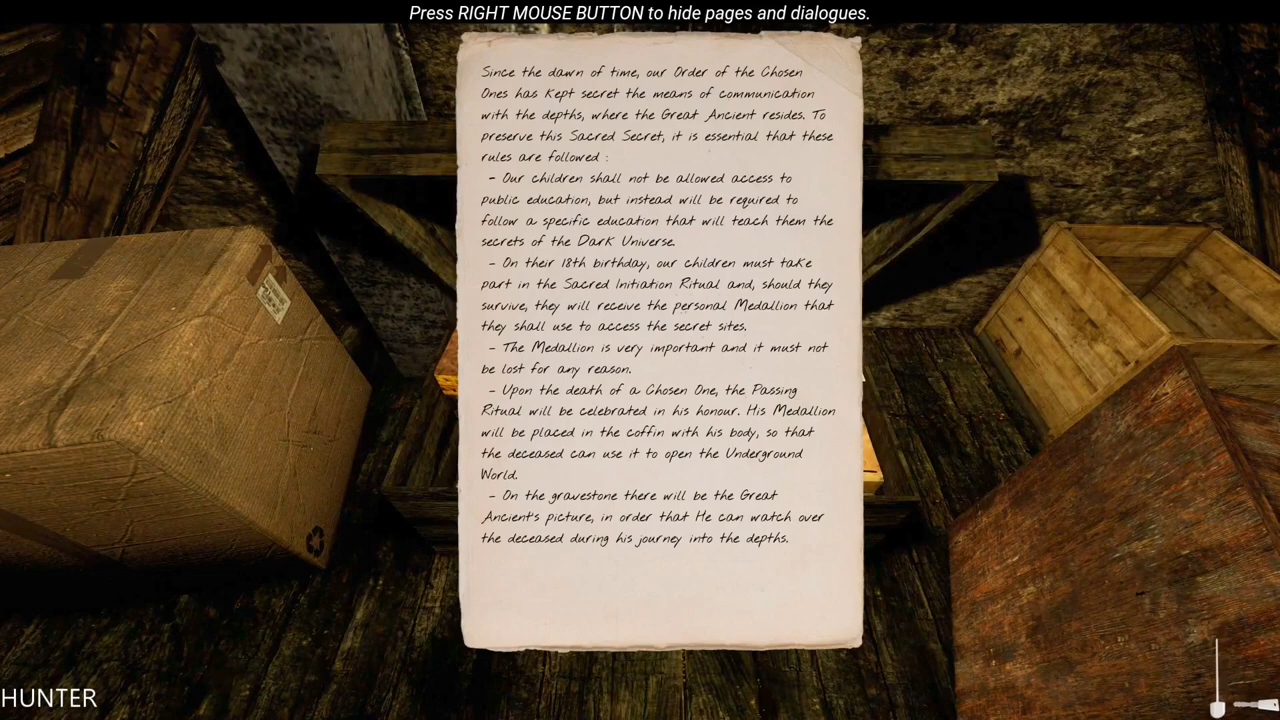 Press RIGHT MOUSE BUTTON to hide pages and dialogues.
Since the dawn of time, our Order of the Chosen
Ones has kept secret the means of communication
with the depths, where the Great Ancient resides. To
preserve this Sacred Secret, it is essential that these
rules are followed :
- Our children shall not be allowed access to
public education, but instead will be required to
follow a specific education that will teach them the
secrets of the Dark Universe.
- On their 18th birthday, our children must take
part in the Sacred Initiation Ritual and, should they
survive, they will receive the personal Medallion that
they shall use to access the secret sites.
- The Medallion is very important and it must not
be lost for any reason.
- Upon the death of a Chosen One, the Passing
Ritual will be celebrated in his honour. His Medallion
will be placed in the coffin with his body, so that
the deceased can use it to open the Underground
World.
- On the gravestone there will be the Great
Ancient's picture, in order that He can watch over
the deceased during his journey into the depths.
HUNTER